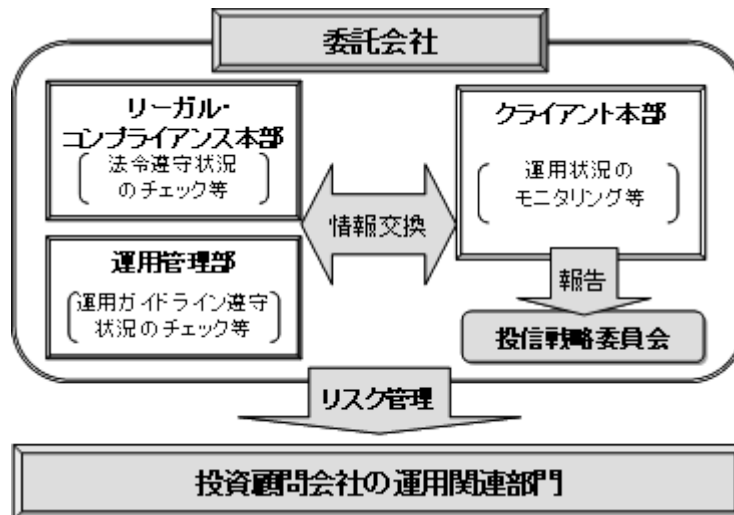 委託会社
リーガル・
コンプライアンス本部
法令遵守状況
のチェック等
クライアント本部
運用状況の
モニタリング等
情報交換
運用管理部
運用ガイドライン遵守
状況のチェック等
報告
投信戦略委員会
リスク管理
投資顧問会社の運用関連部門